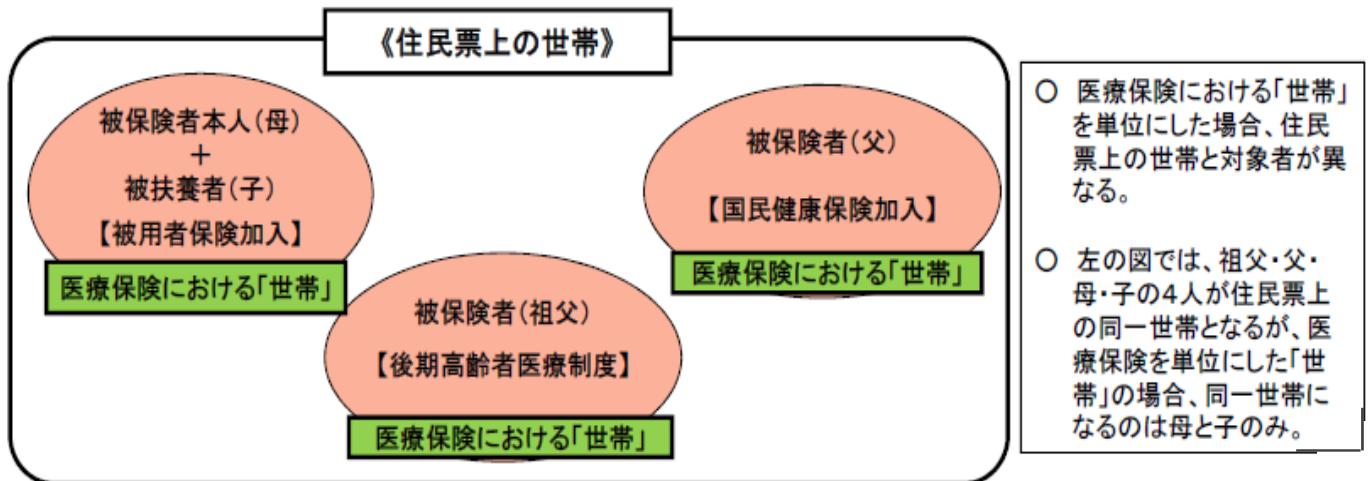 《住民票上の世帯》
被保険者本人(母)
+
被扶養者(子)
【被用者保険加入】
医療保険における「世帯」
被保険者(父)
【国民健康保険加入】
医療保険における「世帯」
被保険者(祖父)
【後期高齢者医療制度】
医療保険における「世帯」
○ 医療保険における「世帯」
を単位にした場合、住民
票上の世帯と対象者が異
なる。
○ 左の図では、祖父・父・
母・子の4人が住民票上
の同一世帯となるが、医
療保険を単位にした「世
帯」の場合、同一世帯に
なるのは母と子のみ。